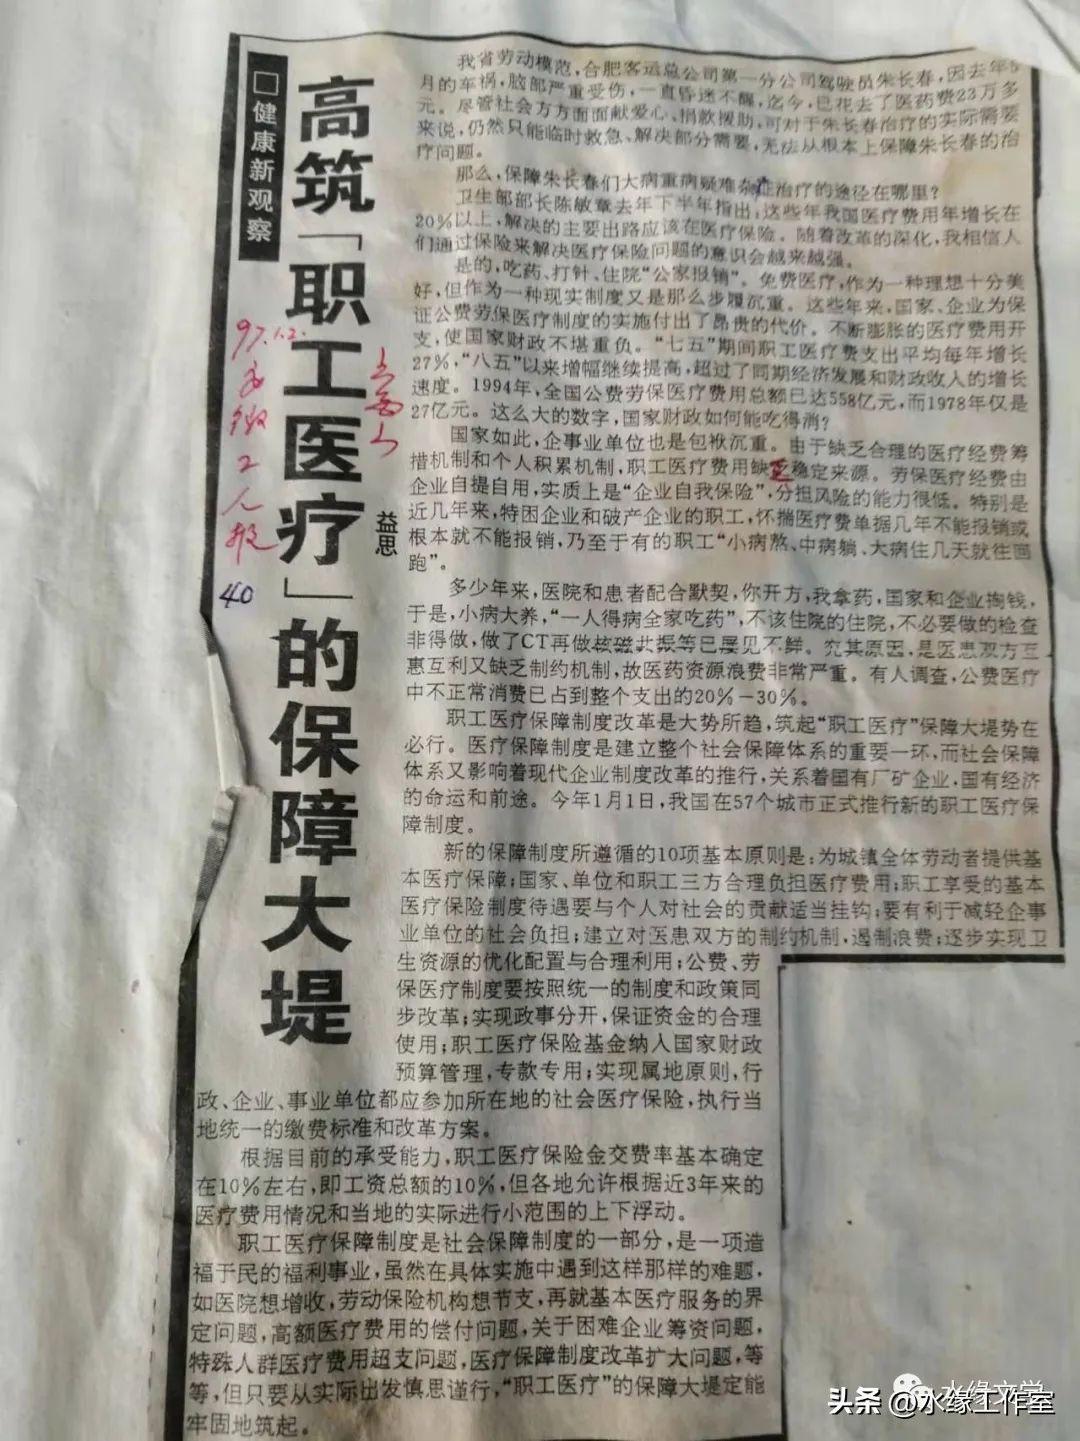 □健康新观察
高筑「职工医疗」的保障大堤
益思
97.1.2.
安徽工人报
40
我省劳动模范，合肥客运总公司第一分公司驾驶员朱长春，因去年
月的车祸，脑部严重受伤，一直昏迷不醒，迄今，已花去了医药费23万多
元。尽管社会方方面面献爱心、捐款援助，可对于朱长春治疗的实际需要
来说，仍然只能临时救急、解决部分需要，无法从根本上保障朱长春的治
疗问题。
那么，保障朱长春们大病重病疑难杂症治疗的途径在哪里？
卫生部部长陈敏章去年下半年指出：这些年我国医疗费用年增长在
20％以上，解决的主要出路应该在医疗保险。随着改革的深化，我相信人
们通过保险来解决医疗保险问题的意识会越来越强。
是的，吃药、打针、住院“公家报销”。免费医疗，作为一种理想十分美
好，但作为一种现实制度又是那么步履沉重。这些年来，国家、企业为保
证公费劳保医疗制度的实施付出了昂贵的代价。不断膨胀的医疗费用开
支，使国家财政不堪重负。“七五”期间职工医疗费支出平均每年增长
27％，“八五”以来增幅继续提高，超过了同期经济发展和财政收入的增长
速度。1994年，全国公费劳保医疗费用总额已达558亿元，而1978年仅是
27亿元。这么大的数字，国家财政如何能吃得消？
国家如此，企事业单位也是包袱沉重。由于缺乏合理的医疗经费筹
措机制和个人积累机制，职工医疗费用缺乏稳定来源。劳保医疗经费由
企业自提自用，实质上是“企业自我保险”，分担风险的能力很低。特别是
近几年来，特困企业和破产企业的职工，怀揣医疗费单据几年不能报销或
根本就不能报销，乃至于有的职工“小病熬、中病躺、大病住几天就往回
跑”。
多少年来，医院和患者配合默契，你开方，我拿药，国家和企业掏钱，
于是，小病大养，“一人得病全家吃药”，不该住院的住院，不必要做的检查
非得做，做了CT再做核磁共振等已屡见不鲜。究其原因，是医患双方互
惠互利又缺乏制约机制，故医药资源浪费非常严重。有人调查，公费医疗
中不正常消费已占到整个支出的20％－30％。
职工医疗保障制度改革是大势所趋，筑起“职工医疗”保障大堤势在
必行。医疗保障制度是建立整个社会保障体系的重要一环，而社会保障
体系又影响着现代企业制度改革的推行，关系着国有厂矿企业，国有经济
的命运和前途。今年1月1日，我国在57个城市正式推行新的职工医疗保
障制度。
新的保障制度所遵循的10项基本原则是：为城镇全体劳动者提供基
本医疗保障；国家、单位和职工三方合理负担医疗费用；职工享受的基本
医疗保险制度待遇要与个人对社会的贡献适当挂钩；要有利于减轻企事
业单位的社会负担；建立对医患双方的制约机制，遏制浪费；逐步实现卫
生资源的优化配置与合理利用；公费、劳
保医疗制度要按照统一的制度和政策同
步改革；实现政事分开，保证资金的合理
使用；职工医疗保险基金纳入国家财政
预算管理，专款专用；实现属地原则，行
政、企业、事业单位都应参加所在地的社会医疗保险，执行当
地统一的缴费标准和改革方案。
根据目前的承受能力，职工医疗保险金交费率基本确定
在10％左右，即工资总额的10％，但各地允许根据近3年来的
医疗费用情况和当地的实际进行小范围的上下浮动。
职工医疗保障制度是社会保障制度的一部分，是一项造
福于民的福利事业，虽然在具体实施中遇到这样那样的难题，
如医院想增收，劳动保险机构想节支，再就基本医疗服务的界
定问题，高额医疗费用的偿付问题，关于困难企业筹资问题，
特殊人群医疗费用超支问题，医疗保障制度改革扩大问题，等
等，但只要从实际出发慎思谨行，“职工医疗”的保障大堤定能
牢固地筑起。
水缘文学
头条 @水缘工作室